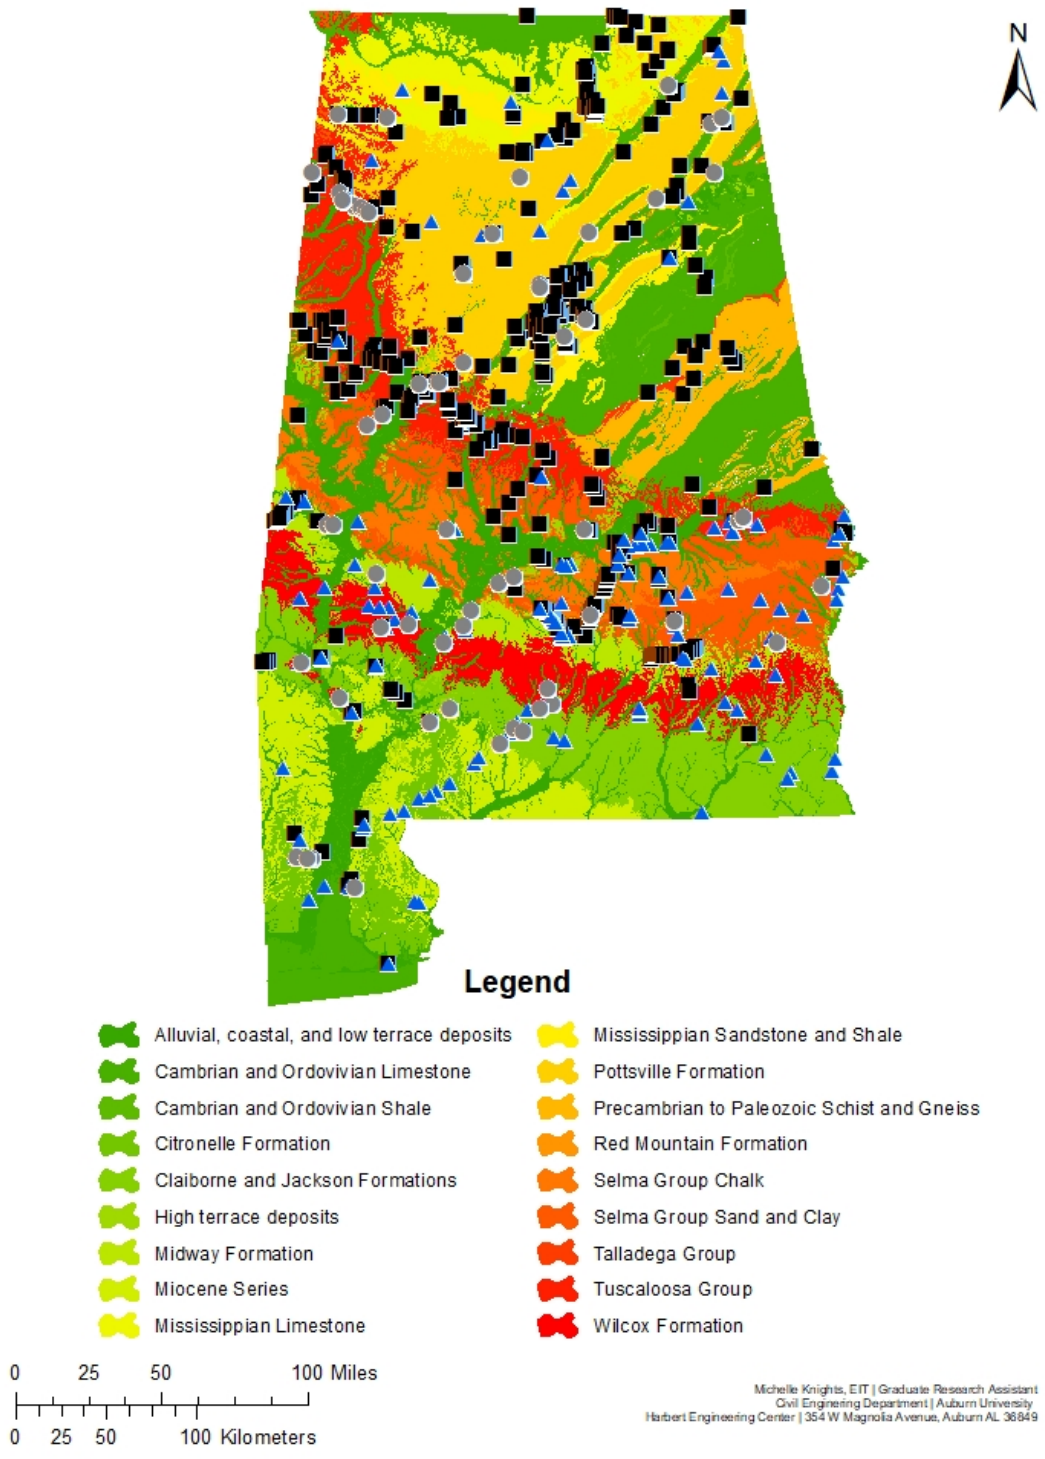 N
Legend
Alluvial, coastal, and low terrace deposits
Cambrian and Ordovivian Limestone
Cambrian and Ordovivian Shale
Citronelle Formation
Claiborne and Jackson Formations
High terrace deposits
Midway Formation
Miocene Series
Mississippian Limestone
Mississippian Sandstone and Shale
Pottsville Formation
Precambrian to Paleozoic Schist and Gneiss
Red Mountain Formation
Selma Group Chalk
Selma Group Sand and Clay
Talladega Group
Tuscaloosa Group
Wilcox Formation
0 25 50 100 Miles
0 25 50 100 Kilometers
Michelle Knights, EIT | Graduate Research Assistant
Civil Enginering Department | Auburn University
Harbert Engineering Center | 354 W Magnolia Avenue, Auburn AL 36849